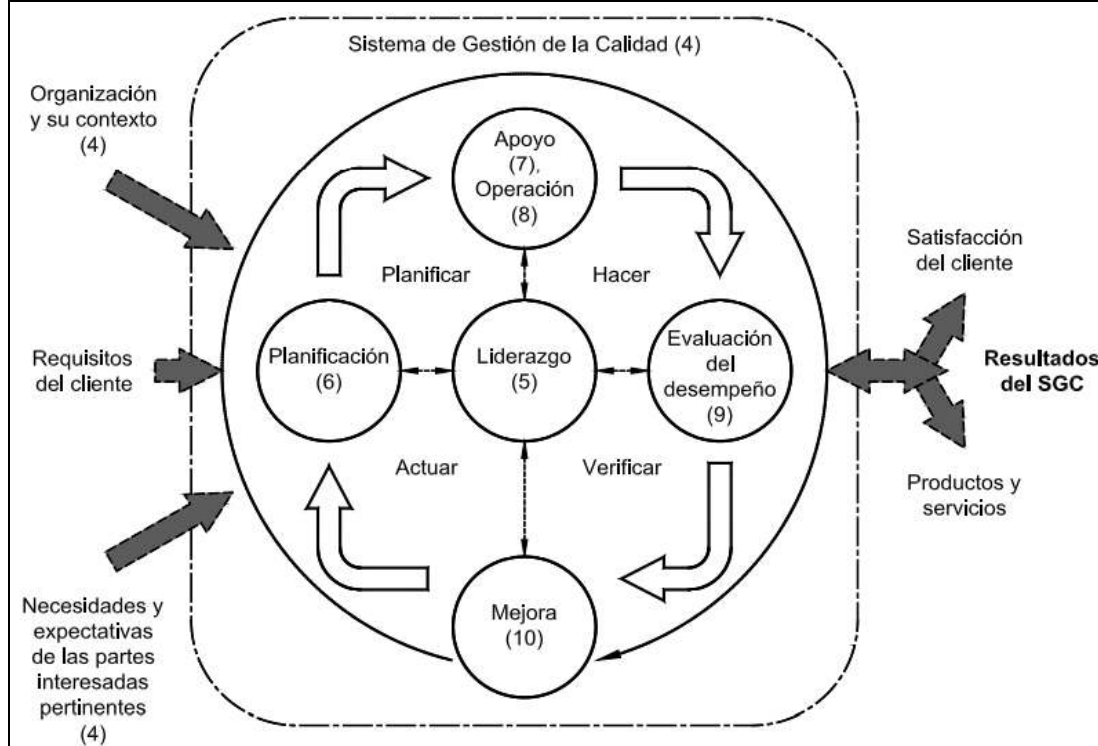 Sistema de Gestión de la Calidad (4)
Organización
y su contexto
(4)
Requisitos
del cliente
Necesidades y
expectativas
de las partes
interesadas
pertinentes
(4)
Apoyo
(7),
Operación
(8)
Planificar
Hacer
Planificación
(6)
Liderazgo
(5)
Evaluación
del
desempeño
(9)
Actuar
Verificar
Mejora
(10)
Satisfacción
del cliente
Resultados
del SGC
Productos y
servicios